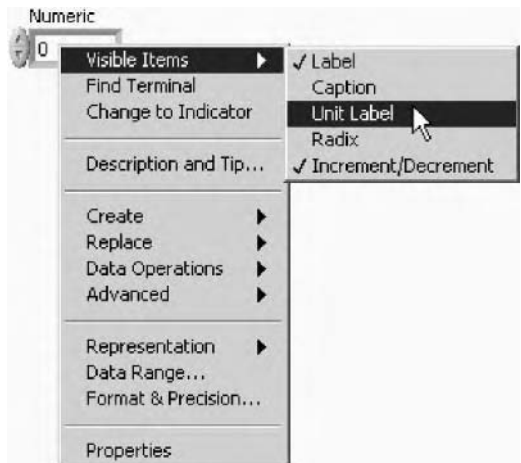 Numeric
0
Visible Items
Find Terminal
Change to Indicator
Description and Tip...
Create
Replace
Data Operations
Advanced
Representation
Data Range...
Format & Precision...
Properties
Label
Caption
Unit Label
Radix
Increment/Decrement